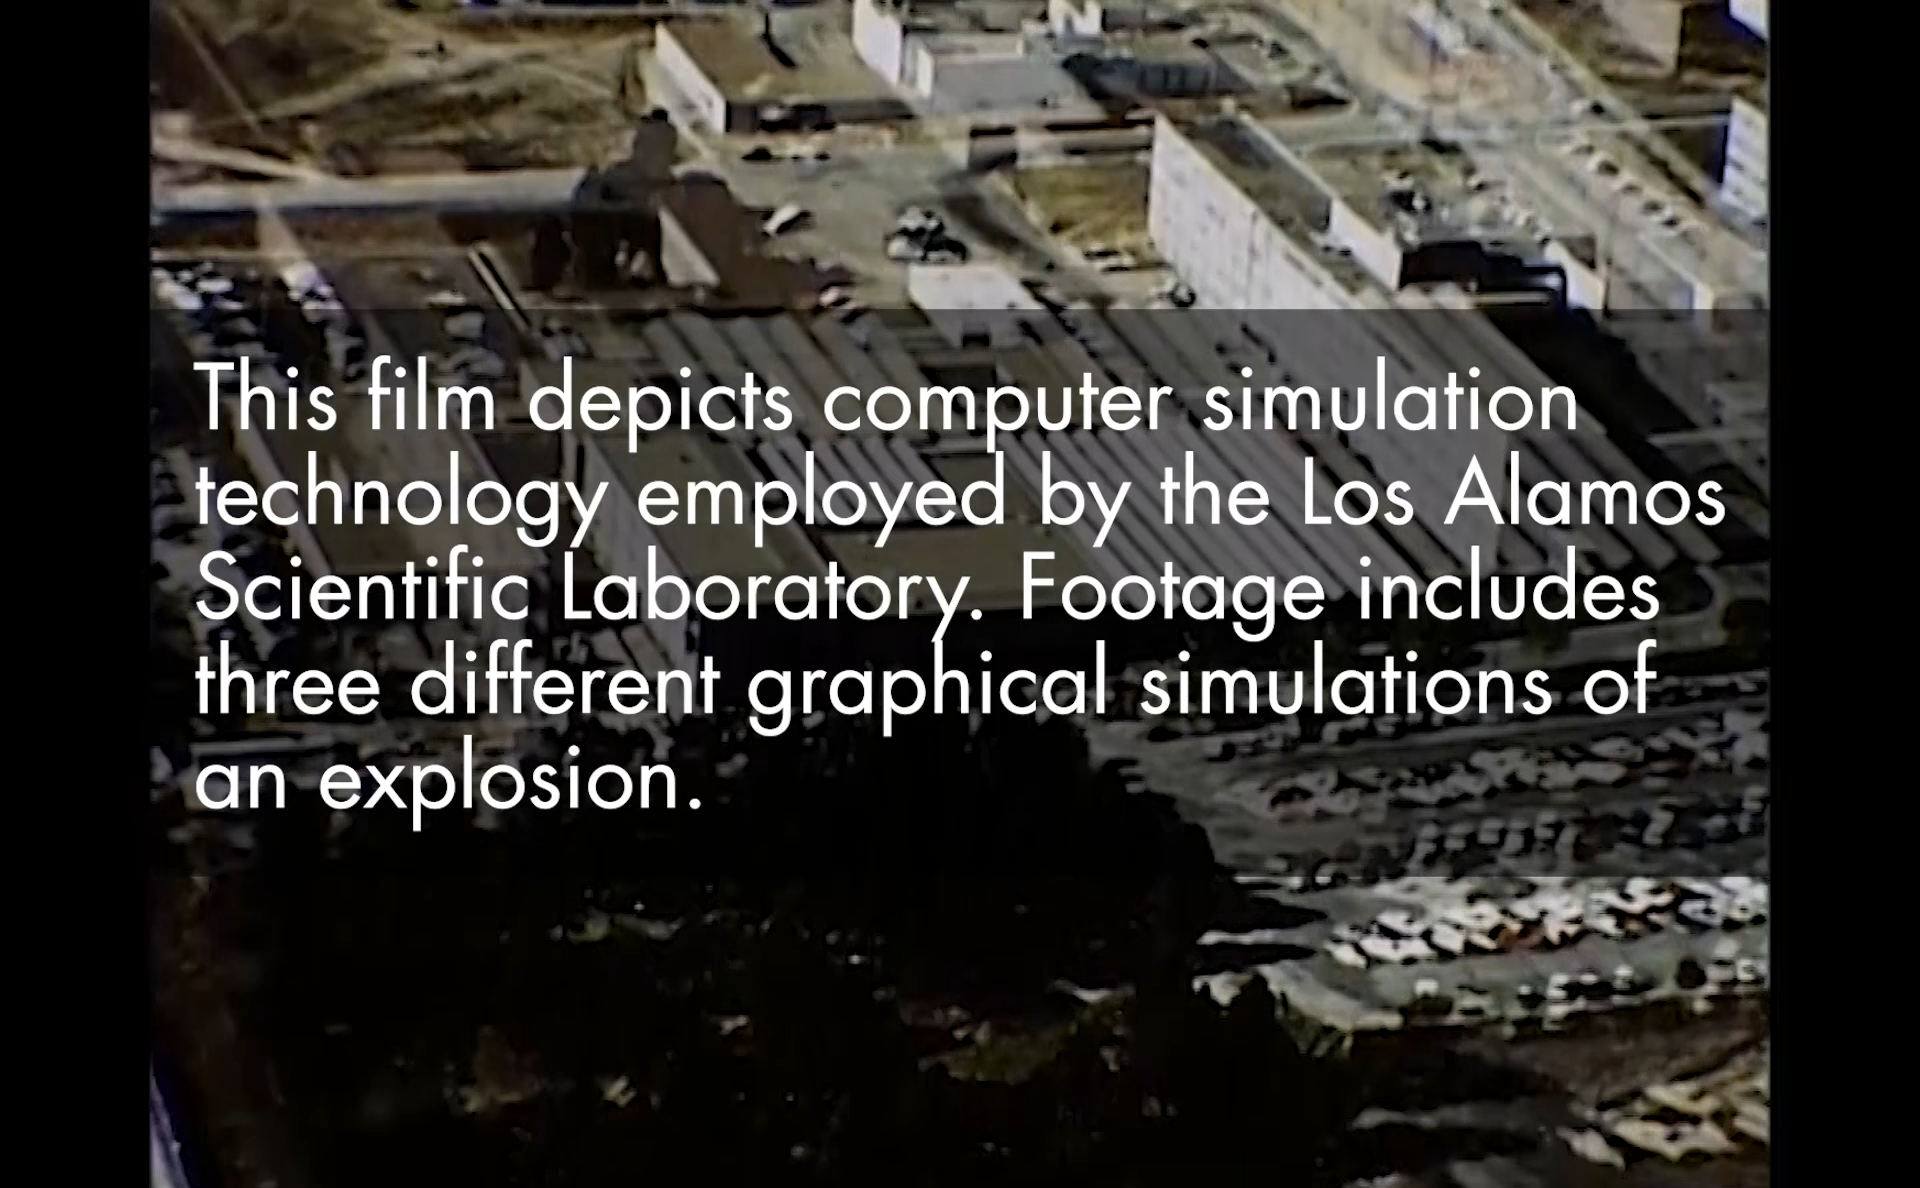 This film depicts computer simulation
technology employed by the Los Alamos
Scientific Laboratory. Footage includes
three different graphical simulations of
an explosion.